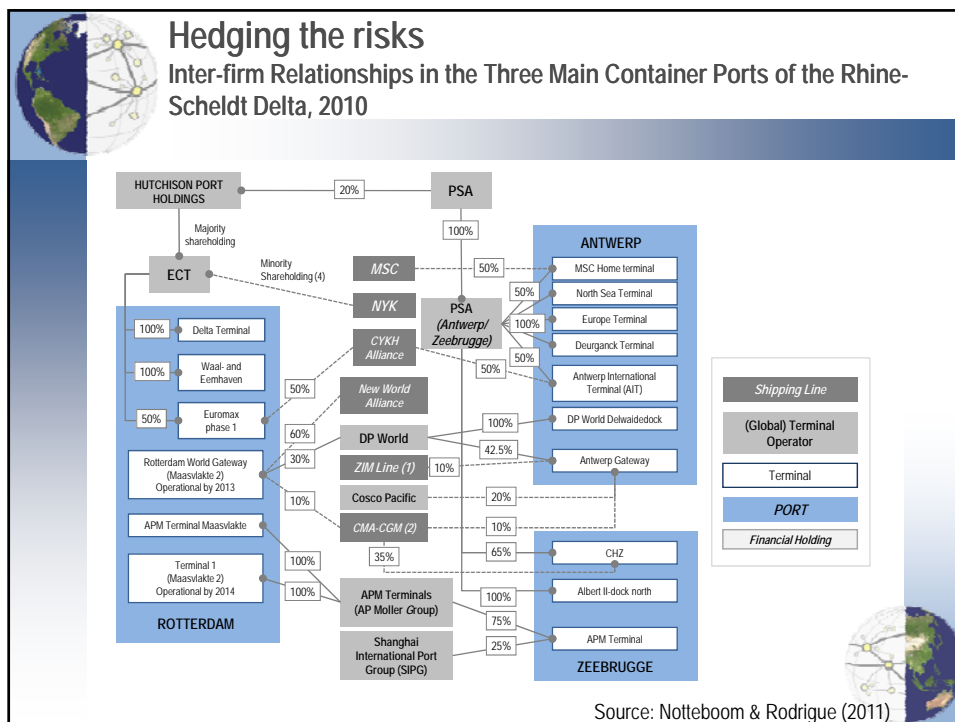 Hedging the risks
Inter-firm Relationships in the Three Main Container Ports of the Rhine-
Scheldt Delta, 2010
HUTCHISON PORT
HOLDINGS
20%
PSA
Majority
shareholding
100%
ECT
Minority
Shareholding (4)
MSC
50%
NYK
PSA
(Antwerp/
Zeebrugge)
CYKH
Alliance
50%
50%
New World
Alliance
60%
DP World
30%
100%
42.5%
ZIM Line (1)
10%
Cosco Pacific
20%
10%
CMA-CGM (2)
10%
35%
65%
100%
100%
100%
APM Terminals
(AP Moller Group)
75%
Shanghai
International Port
Group (SIPG)
25%
100%
Delta Terminal
100%
Waal- and
Eemhaven
50%
Euromax
phase 1
Rotterdam World Gateway
(Maasvlakte 2)
Operational by 2013
APM Terminal Maasvlakte
Terminal 1
(Maasvlakte 2)
Operational by 2014
ROTTERDAM
ANTWERP
50%
MSC Home terminal
North Sea Terminal
100%
Europe Terminal
Deurganck Terminal
50%
Antwerp International
Terminal (AIT)
DP World Delwaidedock
Antwerp Gateway
CHZ
Albert II-dock north
APM Terminal
ZEEBRUGGE
Shipping Line
(Global) Terminal
Operator
Terminal
PORT
Financial Holding
Source: Notteboom & Rodrigue (2011)